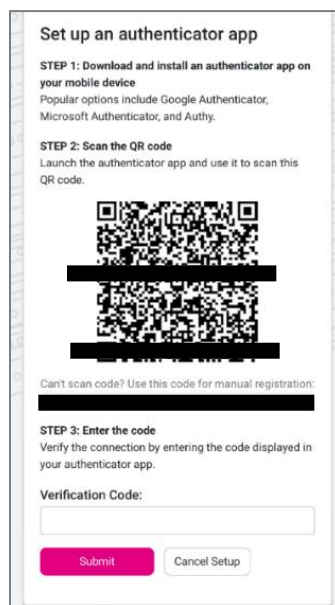 Set up an authenticator app
STEP 1: Download and install an authenticator app on
your mobile device
Popular options include Google Authenticator,
Microsoft Authenticator, and Authy.
STEP 2: Scan the QR code
Launch the authenticator app and use it to scan this
QR code.
Can't scan code? Use this code for manual registration:
STEP 3: Enter the code
Verify the connection by entering the code displayed in
your authenticator app.
Verification Code:
Submit
Cancel Setup